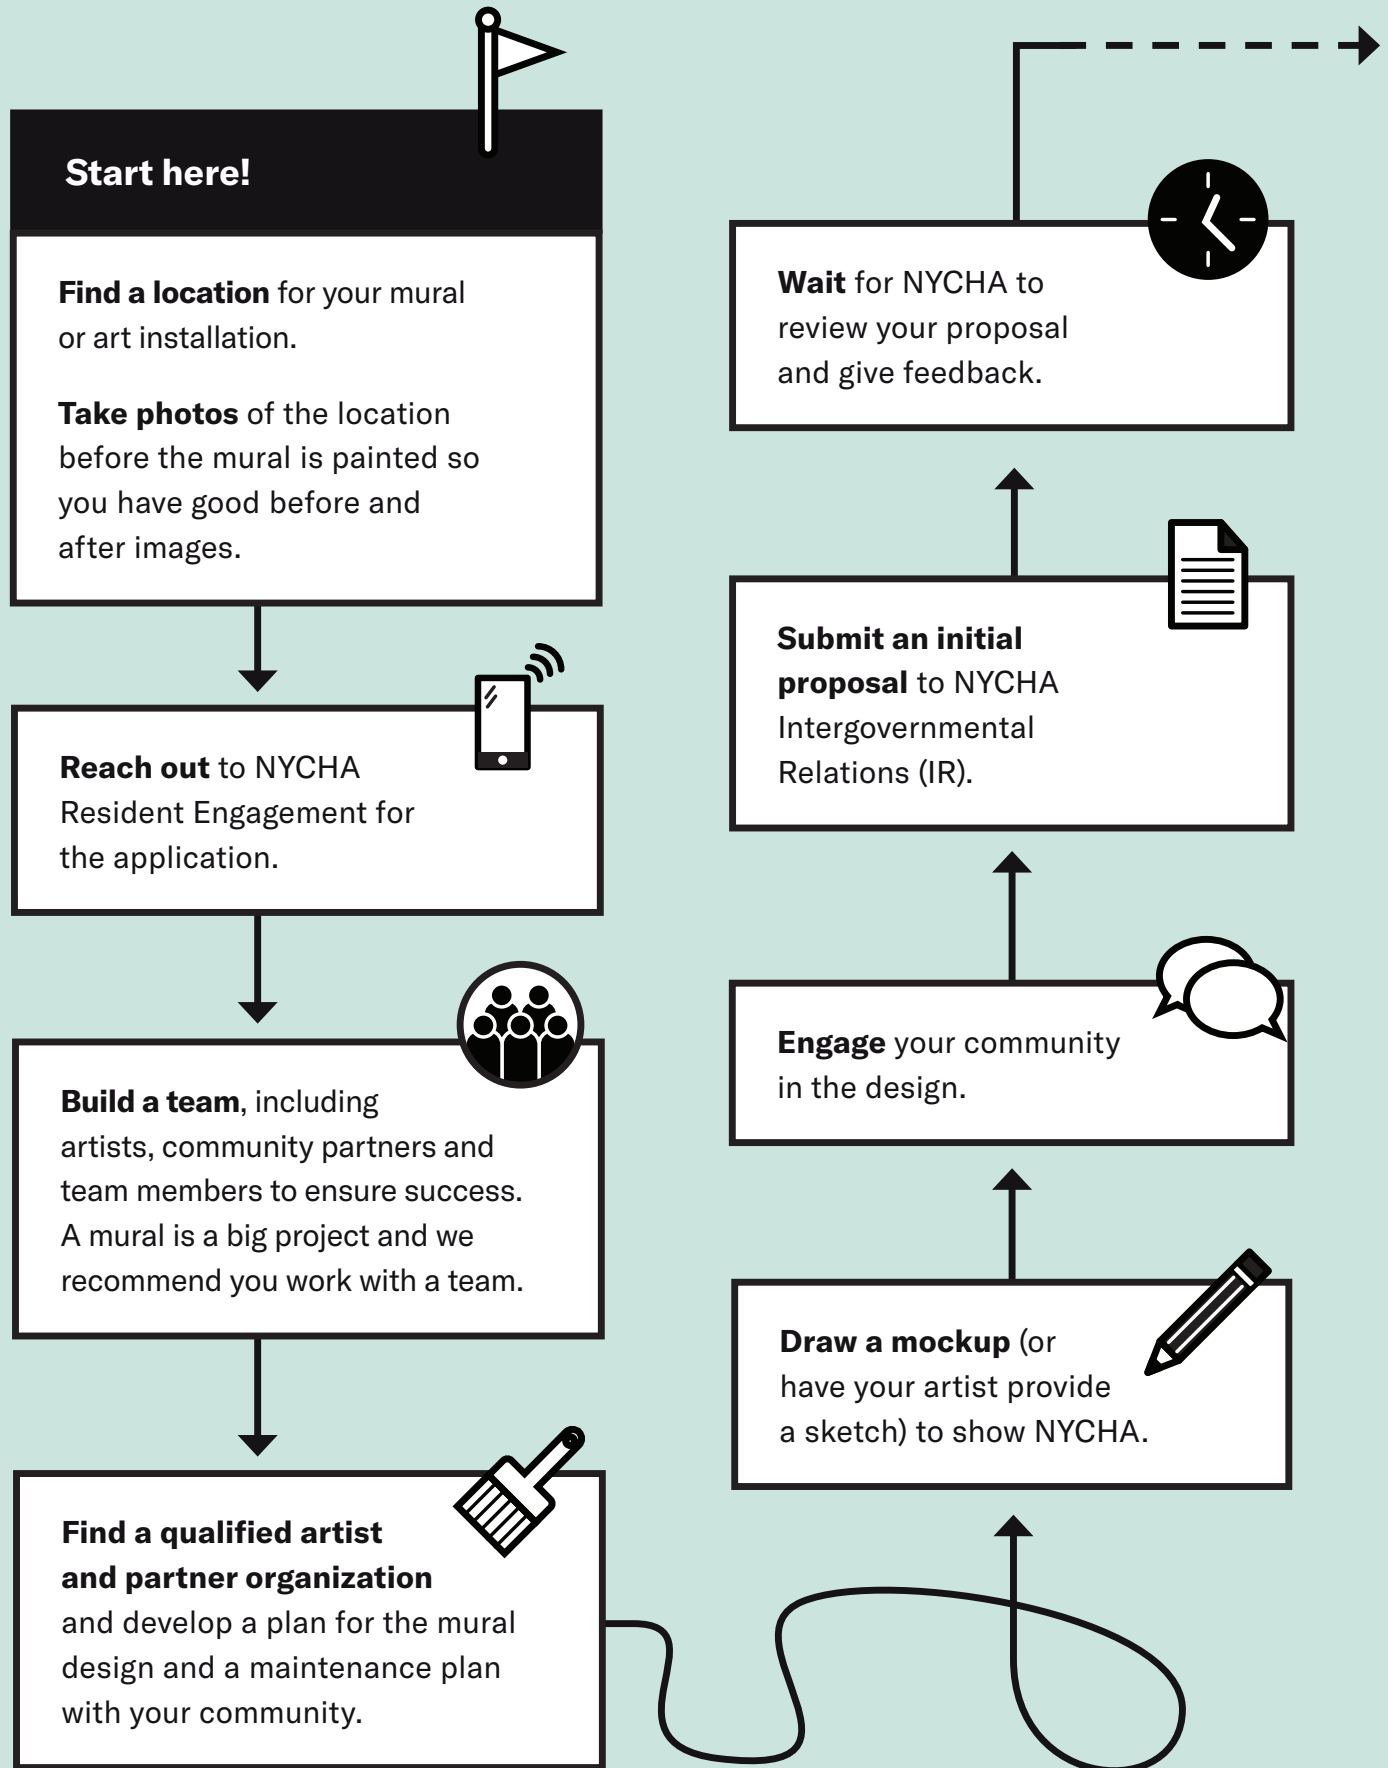 Start here!
Find a location for your mural
or art installation.
Take photos of the location
before the mural is painted so
you have good before and
after images.
Reach out to NYCHA
Resident Engagement for
the application.
Build a team, including
artists, community partners and
team members to ensure success.
A mural is a big project and we
recommend you work with a team.
Find a qualified artist
and partner organization
and develop a plan for the mural
design and a maintenance plan
with your community.
Draw a mockup (or
have your artist provide
a sketch) to show NYCHA.
Engage your community
in the design.
Submit an initial
proposal to NYCHA
Intergovernmental
Relations (IR).
Wait for NYCHA to
review your proposal
and give feedback.